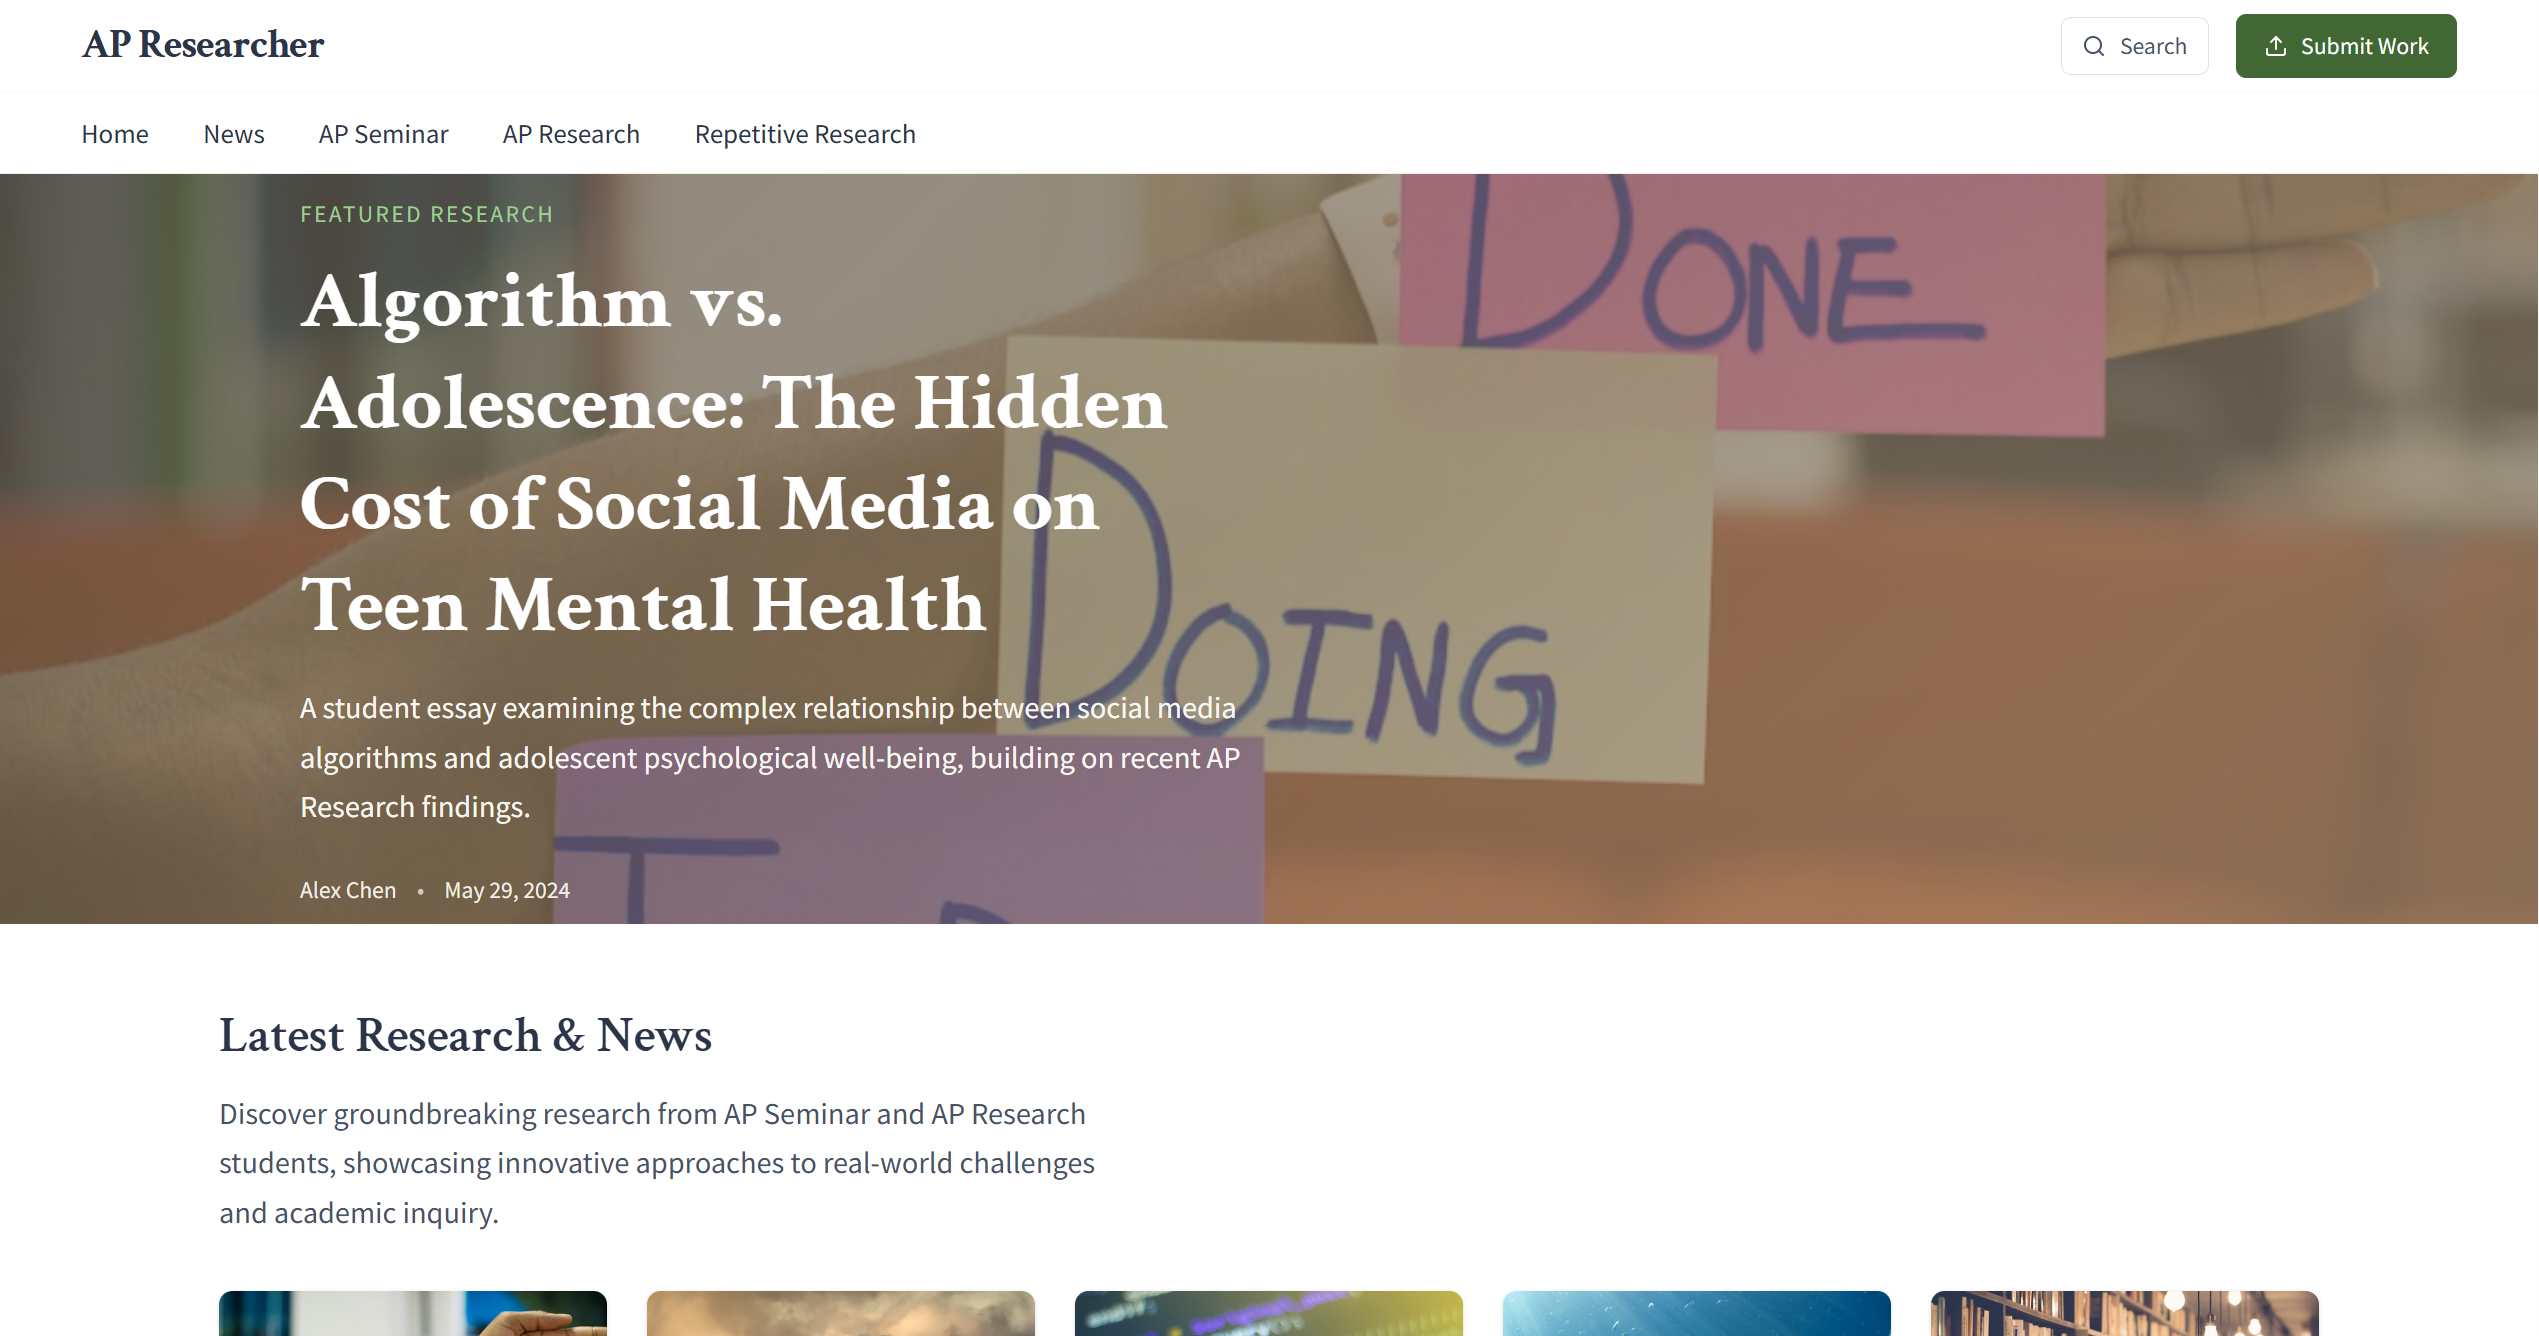 AP Researcher
Search
Submit Work
Home
News
AP Seminar
AP Research
Repetitive Research
FEATURED RESEARCH
Algorithm vs.
Adolescence: The Hidden
Cost of Social Media on
Teen Mental Health
A student essay examining the complex relationship between social media
algorithms and adolescent psychological well-being, building on recent AP
Research findings.
Alex Chen • May 29, 2024
DONE
DOING
Latest Research & News
Discover groundbreaking research from AP Seminar and AP Research
students, showcasing innovative approaches to real-world challenges
and academic inquiry.